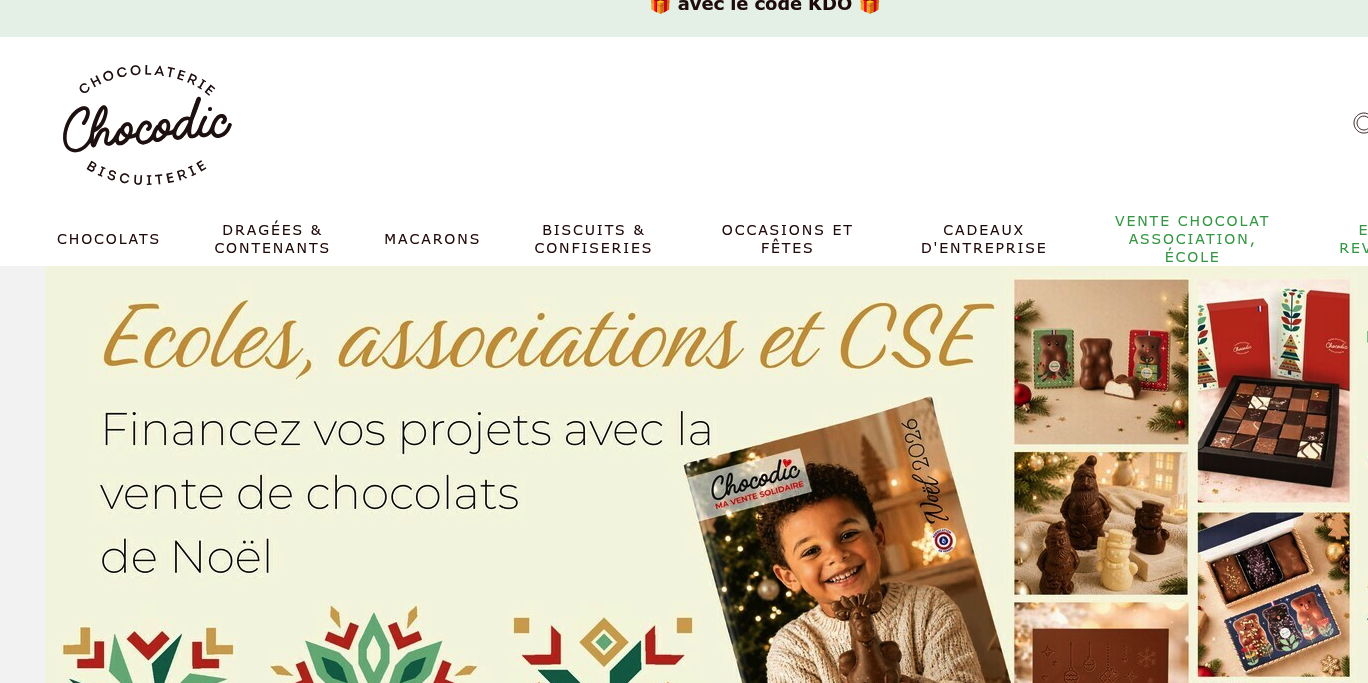 🎁 avec le code KDO 🎁
CHOCOLATERIE
Chocodic
BISCUITERIE
CHOCOLATS
DRAGÉES &
CONTENANTS
MACARONS
BISCUITS &
CONFISERIES
OCCASIONS ET
FÊTES
CADEAUX
D'ENTREPRISE
VENTE CHOCOLAT
ASSOCIATION,
ÉCOLE
Ecoles, associations et CSE
Financez vos projets avec la
vente de chocolats
de Noël
Chocodic
MA VENTE SOLIDAIRE
Noël 2026